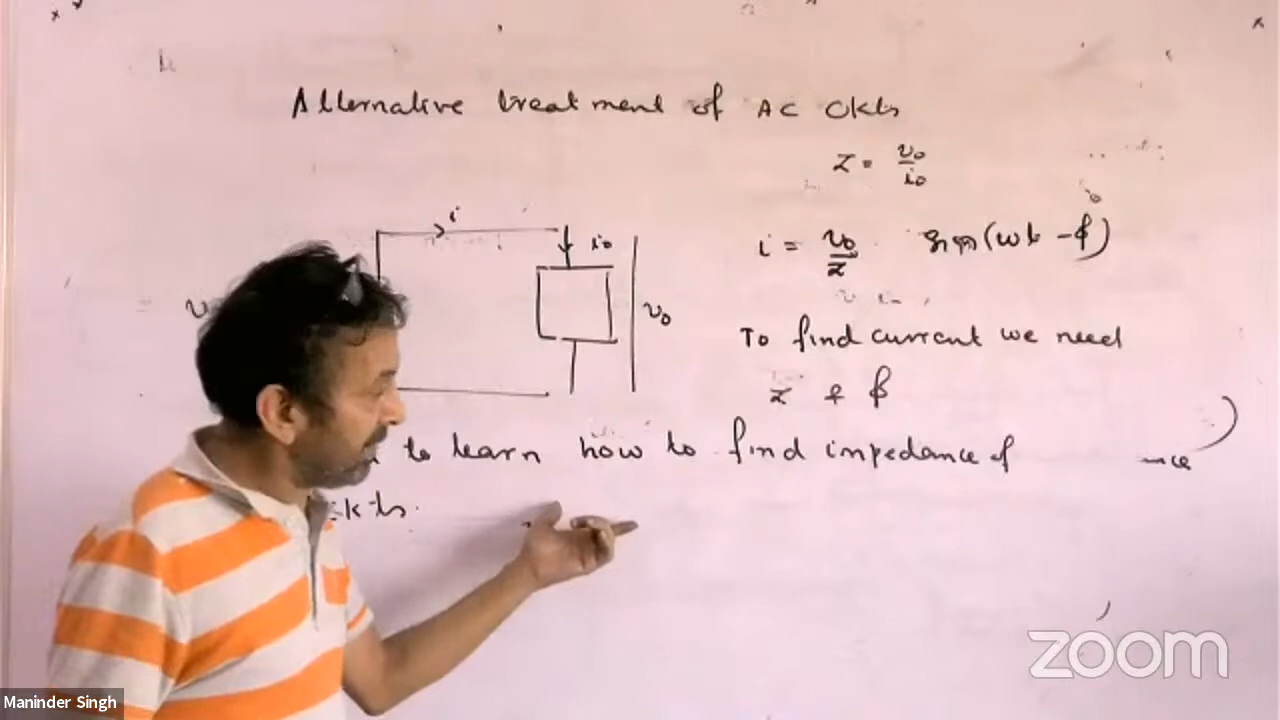 Alternative treatment of AC Ckts
z = v₀/i₀
i
i₀
v₀
i = v₀/z sin(ωt - φ)
To find current we need
z & φ
to learn how to find impedance of
ckts.
zoom
Maninder Singh